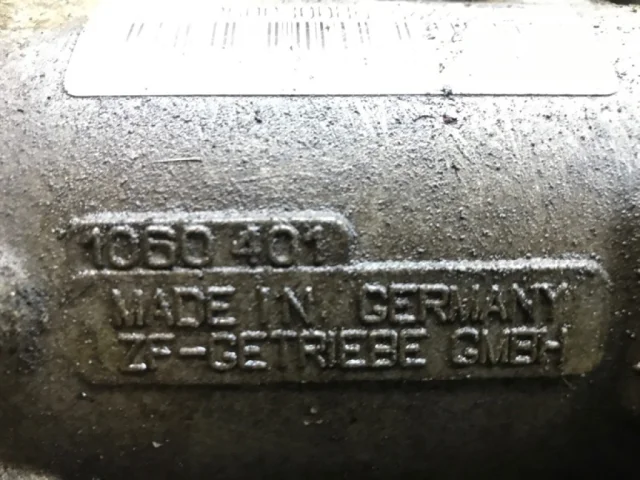 1060 401
MADE IN GERMANY
ZF-GETRIEBE GMBH